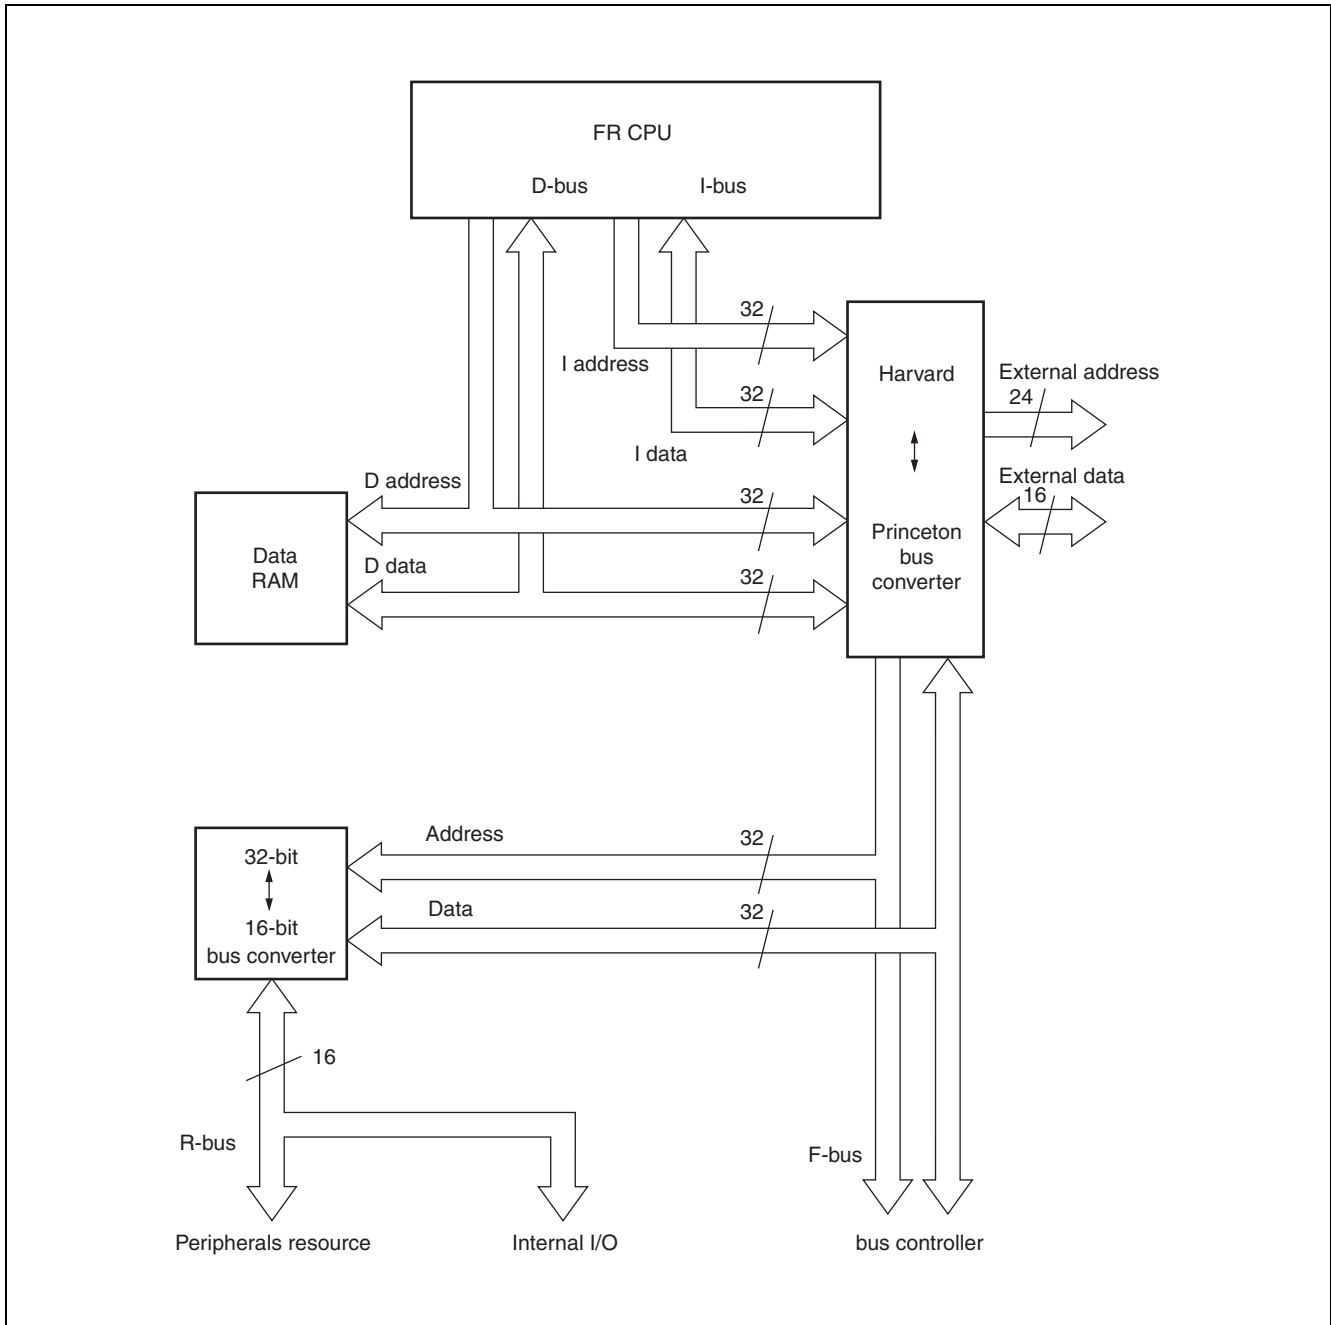 FR CPU
D-bus
I-bus
32
I address
Harvard
External address
32
24
I data
External data
D address
32
16
Princeton
bus
converter
Data
RAM
D data
32
Address
32
32-bit
Data
32
16-bit
bus converter
16
R-bus
F-bus
Peripherals resource
Internal I/O
bus controller